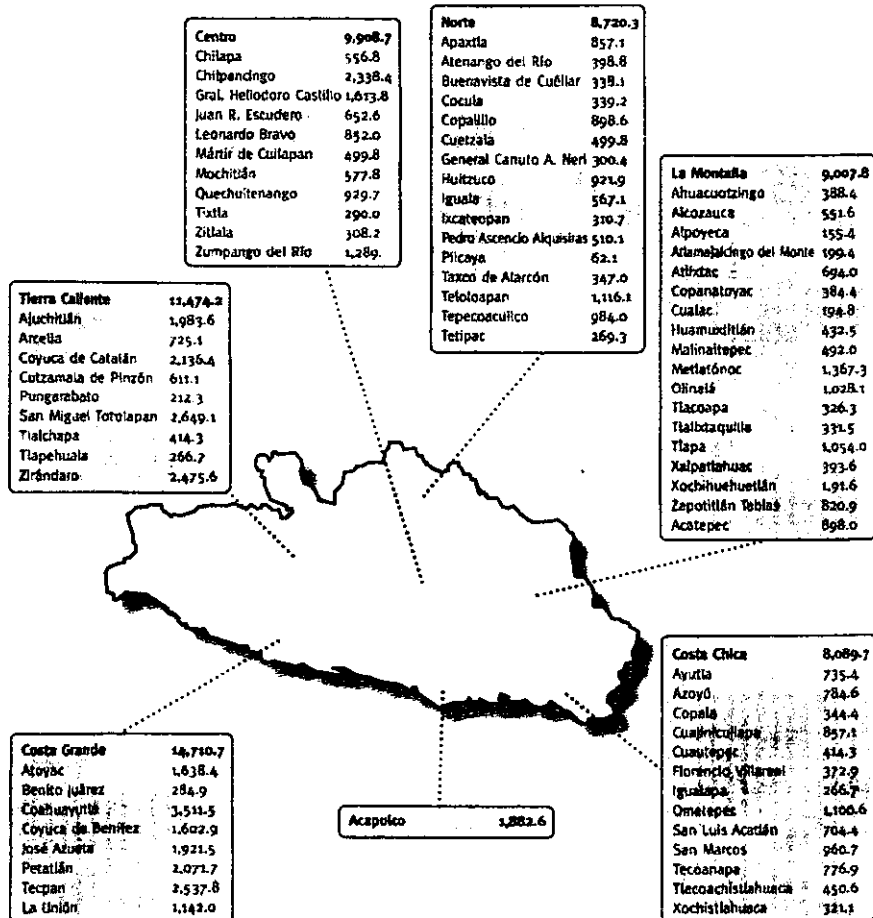 Centro 9,908.7
Chilapa 556.8
Chilpancingo 2,338.4
Gral. Heliodoro Castillo 1,613.8
Juan R. Escudero 652.6
Leonardo Bravo 852.0
Mártir de Cuilapan 499.8
Mochitlán 577.8
Quechultenango 929.7
Tixtla 290.0
Zitlala 308.2
Zumpango del Río 1,289.
Norte 8,720.3
Apaxtla 857.1
Atenango del Río 398.8
Buenavista de Cuéllar 338.1
Cocula 339.2
Copalillo 898.6
Cuetzala 499.8
General Canuto A. Neri 300.4
Huitzuco 921.9
Iguala 567.1
Ixcateopan 310.7
Pedro Ascencio Alquisiras 510.1
Pilcaya 62.1
Taxco de Alarcón 347.0
Teloloapan 1,116.1
Tepecoacuilco 984.0
Tetipac 269.3
La Montaña 9,007.8
Ahuacuotzingo 388.4
Alcozauca 551.6
Alpoyeca 155.4
Atlamajalcingo del Monte 199.4
Atlixtac 694.0
Copanatoyac 384.4
Cualac 194.8
Huamuxtitlán 432.5
Malinaltepec 492.0
Metlatónoc 1,367.3
Olinalá 1,028.1
Tlacoapa 326.3
Tlalixtaquilla 331.5
Tlapa 1,054.0
Xalpatlahuac 393.6
Xochihuehuetlán 1,91.6
Zapotitlán Tablas 820.9
Acatepec 898.0
Tierra Caliente 11,474.2
Ajuchitlán 1,983.6
Arcelia 725.1
Coyuca de Catalán 2,136.4
Cutzamala de Pinzón 611.1
Pungarabato 212.3
San Miguel Totolapan 2,649.1
Tlalchapa 414.3
Tlapehuala 266.7
Zirándaro 2,475.6
Costa Chica 8,089.7
Ayutla 735.4
Azoyú 784.6
Copala 344.4
Cuajinicuilapa 857.1
Cuautepec 414.3
Florencio Villareal 372.9
Igualapa 266.7
Ometepec 1,100.6
San Luis Acatlán 704.4
San Marcos 960.7
Tecoanapa 776.9
Tlecoachistlahuaca 450.6
Xochistlahuaca 321.1
Costa Grande 14,710.7
Atoyac 1,638.4
Benito Juárez 284.9
Coahuayutla 3,511.5
Coyuca de Benítez 1,602.9
José Azueta 1,921.5
Petatlán 2,071.7
Tecpan 2,537.8
La Unión 1,142.0
Acapulco 1,882.6